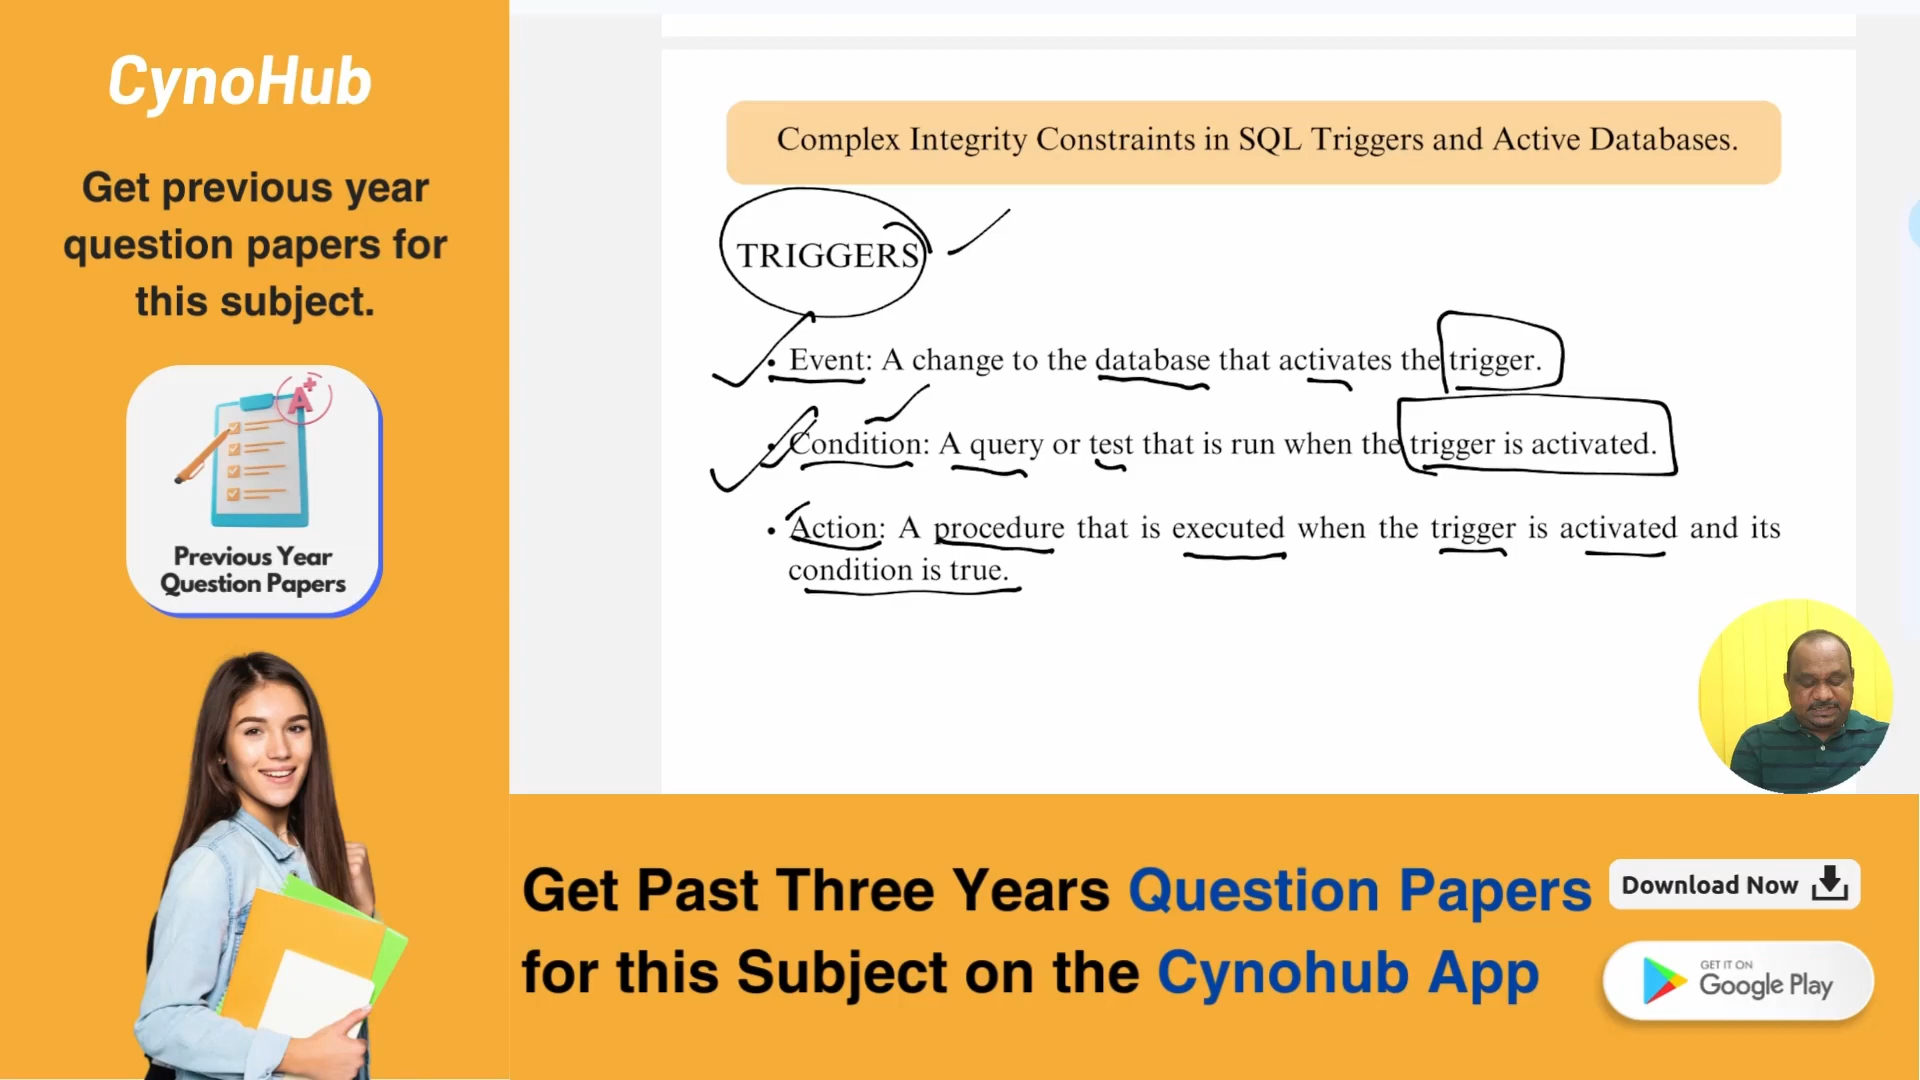 CynoHub
Get previous year
question papers for
this subject.
A+
Previous Year
Question Papers
Complex Integrity Constraints in SQL Triggers and Active Databases.
TRIGGERS
• Event: A change to the database that activates the trigger.
• Condition: A query or test that is run when the trigger is activated.
• Action: A procedure that is executed when the trigger is activated and its
condition is true.
Get Past Three Years Question Papers
for this Subject on the Cynohub App
Download Now
GET IT ON
Google Play